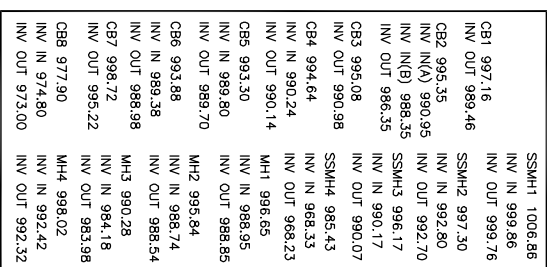 CB1 997.16
INV OUT 989.46
CB2 995.35
INV IN(A) 990.95
INV IN(B) 988.35
INV OUT 986.35
CB3 995.08
INV OUT 990.98
CB4 994.64
INV IN 990.24
INV OUT 990.14
CB5 993.30
INV IN 989.80
INV OUT 989.70
CB6 993.88
INV IN 989.38
INV OUT 988.98
CB7 998.72
INV OUT 995.22
CB8 977.90
INV IN 974.80
INV OUT 973.00
SSMH1 1006.86
INV IN 999.86
INV OUT 999.76
SSMH2 997.30
INV IN 992.80
INV OUT 992.70
SSMH3 996.17
INV IN 990.17
INV OUT 990.07
SSMH4 985.43
INV IN 968.33
INV OUT 968.23
MH1 996.65
INV IN 988.95
INV OUT 988.85
MH2 995.84
INV IN 988.74
INV OUT 988.54
MH3 990.28
INV IN 984.18
INV OUT 983.98
MH4 998.02
INV IN 992.42
INV OUT 992.32